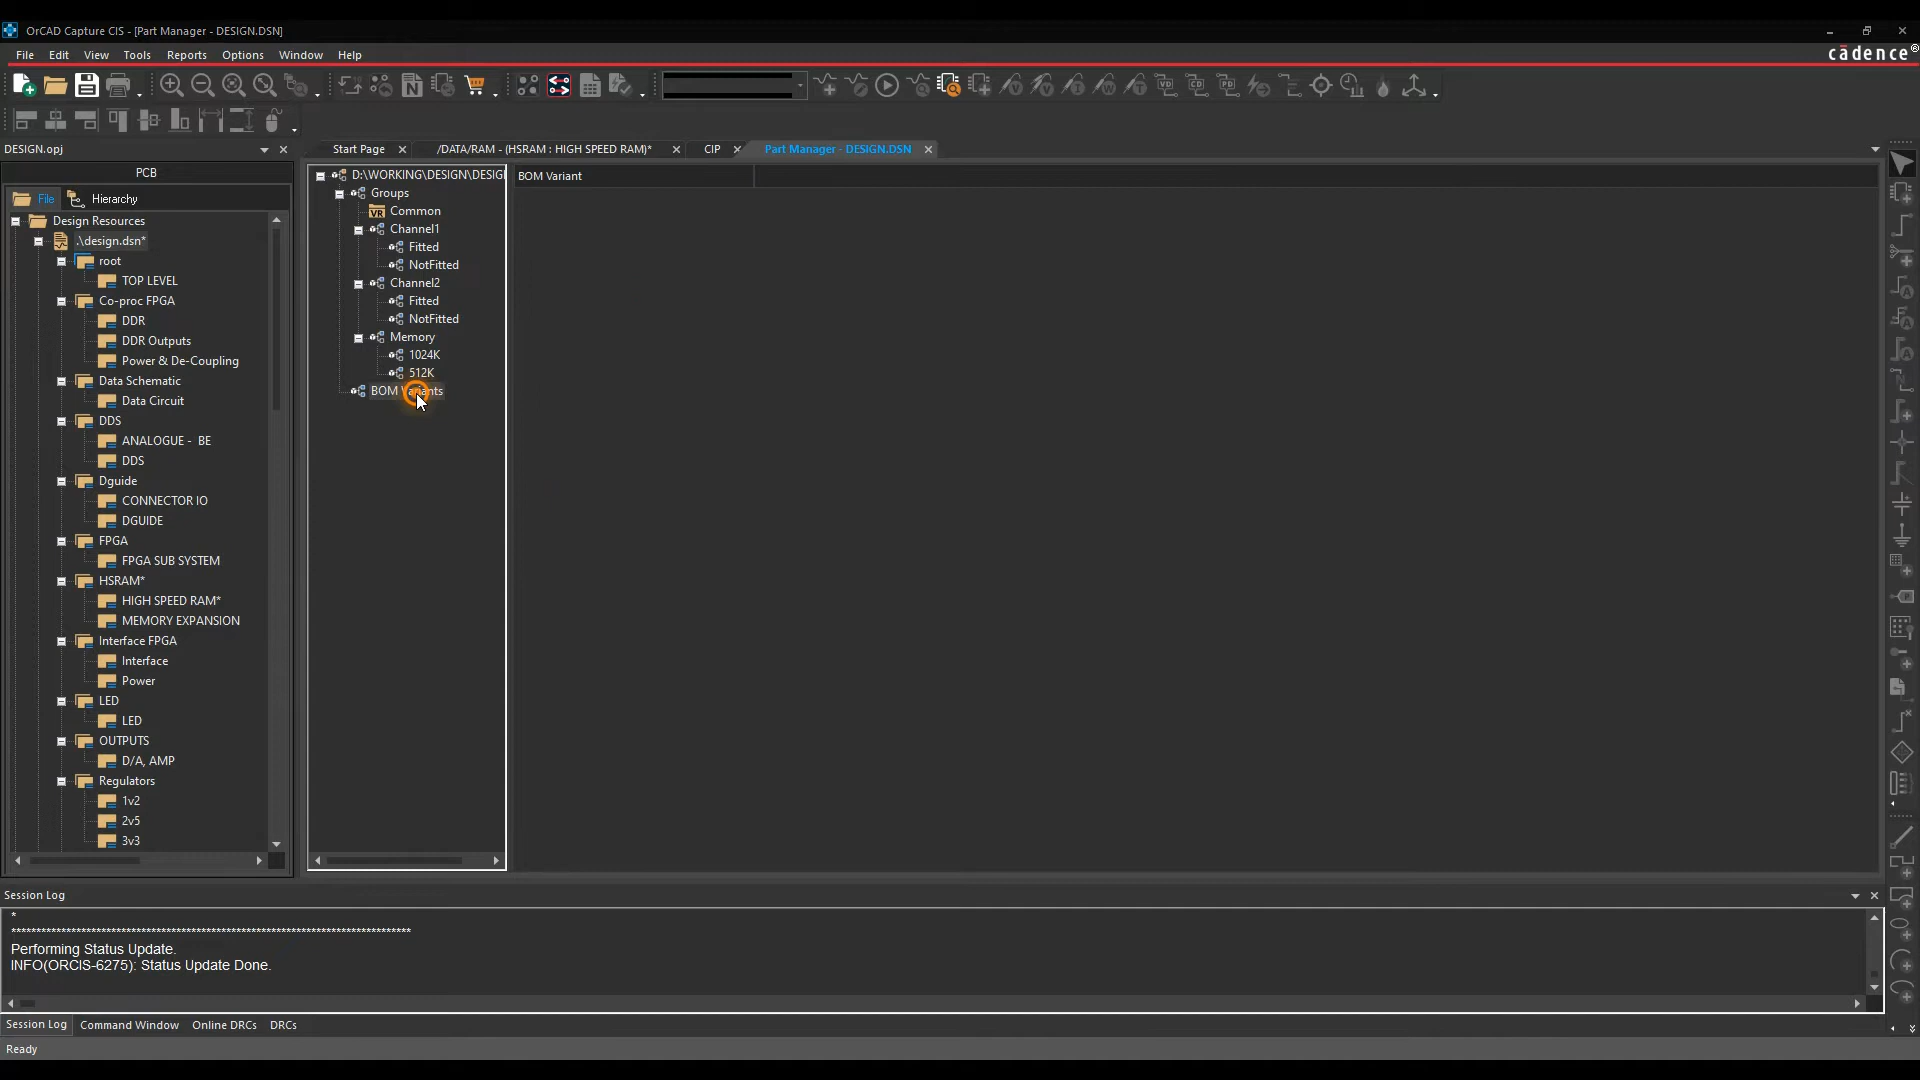 OrCAD Capture CIS - [Part Manager - DESIGN.DSN]
File Edit View Tools Reports Options Window Help
cādence®
DESIGN.opj
Start Page
/DATA/RAM - (HSRAM : HIGH SPEED RAM)*
CIP
Part Manager - DESIGN.DSN
PCB
File Hierarchy
Design Resources
.\design.dsn*
root
TOP LEVEL
Co-proc FPGA
DDR
DDR Outputs
Power & De-Coupling
Data Schematic
Data Circuit
DDS
ANALOGUE - BE
DDS
Dguide
CONNECTOR IO
DGUIDE
FPGA
FPGA SUB SYSTEM
HSRAM*
HIGH SPEED RAM*
MEMORY EXPANSION
Interface FPGA
Interface
Power
LED
LED
OUTPUTS
D/A, AMP
Regulators
1v2
2v5
3v3
D:\WORKING\DESIGN\DESIG
Groups
VR Common
Channel1
Fitted
NotFitted
Channel2
Fitted
NotFitted
Memory
1024K
512K
BOM Variants
BOM Variant
Session Log
*
********************************************************************************
Performing Status Update.
INFO(ORCIS-6275): Status Update Done.
Session Log Command Window Online DRCs DRCs
Ready